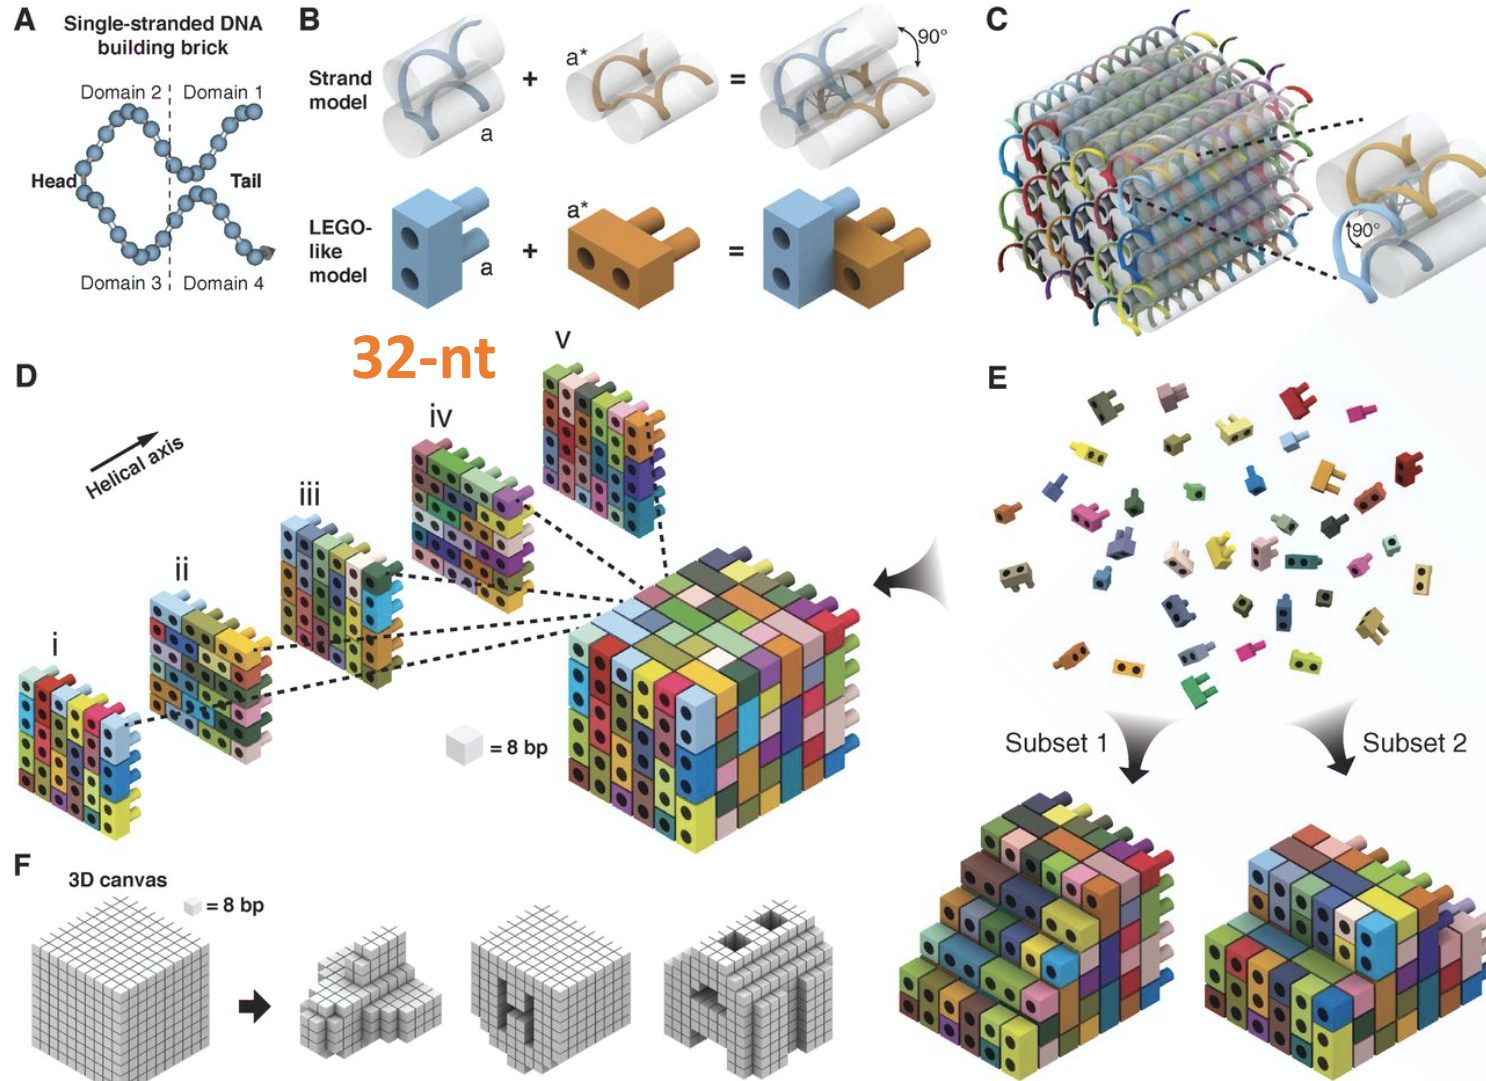 A
Single-stranded DNA
building brick
Domain 2
Domain 1
Head
Tail
Domain 3
Domain 4
B
Strand
model
a
+
a*
=
90°
LEGO-
like
model
a
+
a*
=
C
90°
32-nt
D
Helical axis
i
ii
iii
iv
v
= 8 bp
E
Subset 1
Subset 2
F
3D canvas
= 8 bp